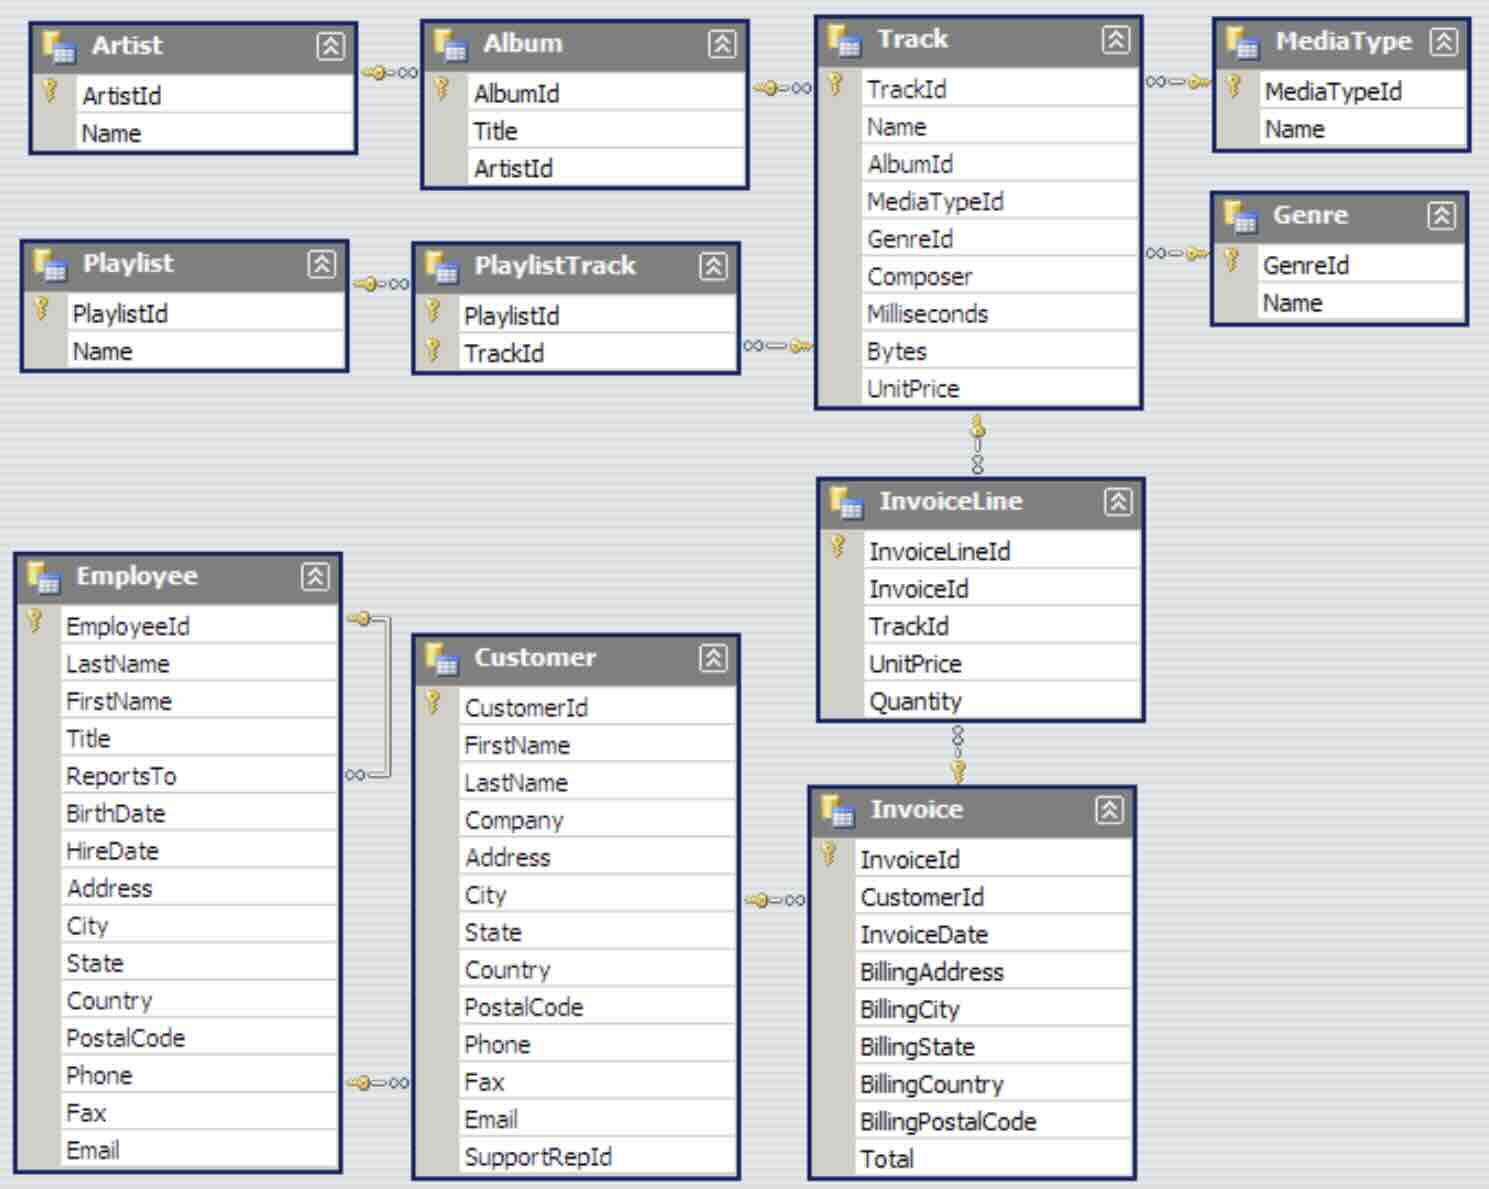 Artist
ArtistId
Name
Album
AlbumId
Title
ArtistId
Track
TrackId
Name
AlbumId
MediaTypeId
GenreId
Composer
Milliseconds
Bytes
UnitPrice
MediaType
MediaTypeId
Name
Genre
GenreId
Name
Playlist
PlaylistId
Name
PlaylistTrack
PlaylistId
TrackId
InvoiceLine
InvoiceLineId
InvoiceId
TrackId
UnitPrice
Quantity
Employee
EmployeeId
LastName
FirstName
Title
ReportsTo
BirthDate
HireDate
Address
City
State
Country
PostalCode
Phone
Fax
Email
Customer
CustomerId
FirstName
LastName
Company
Address
City
State
Country
PostalCode
Phone
Fax
Email
SupportRepId
Invoice
InvoiceId
CustomerId
InvoiceDate
BillingAddress
BillingCity
BillingState
BillingCountry
BillingPostalCode
Total